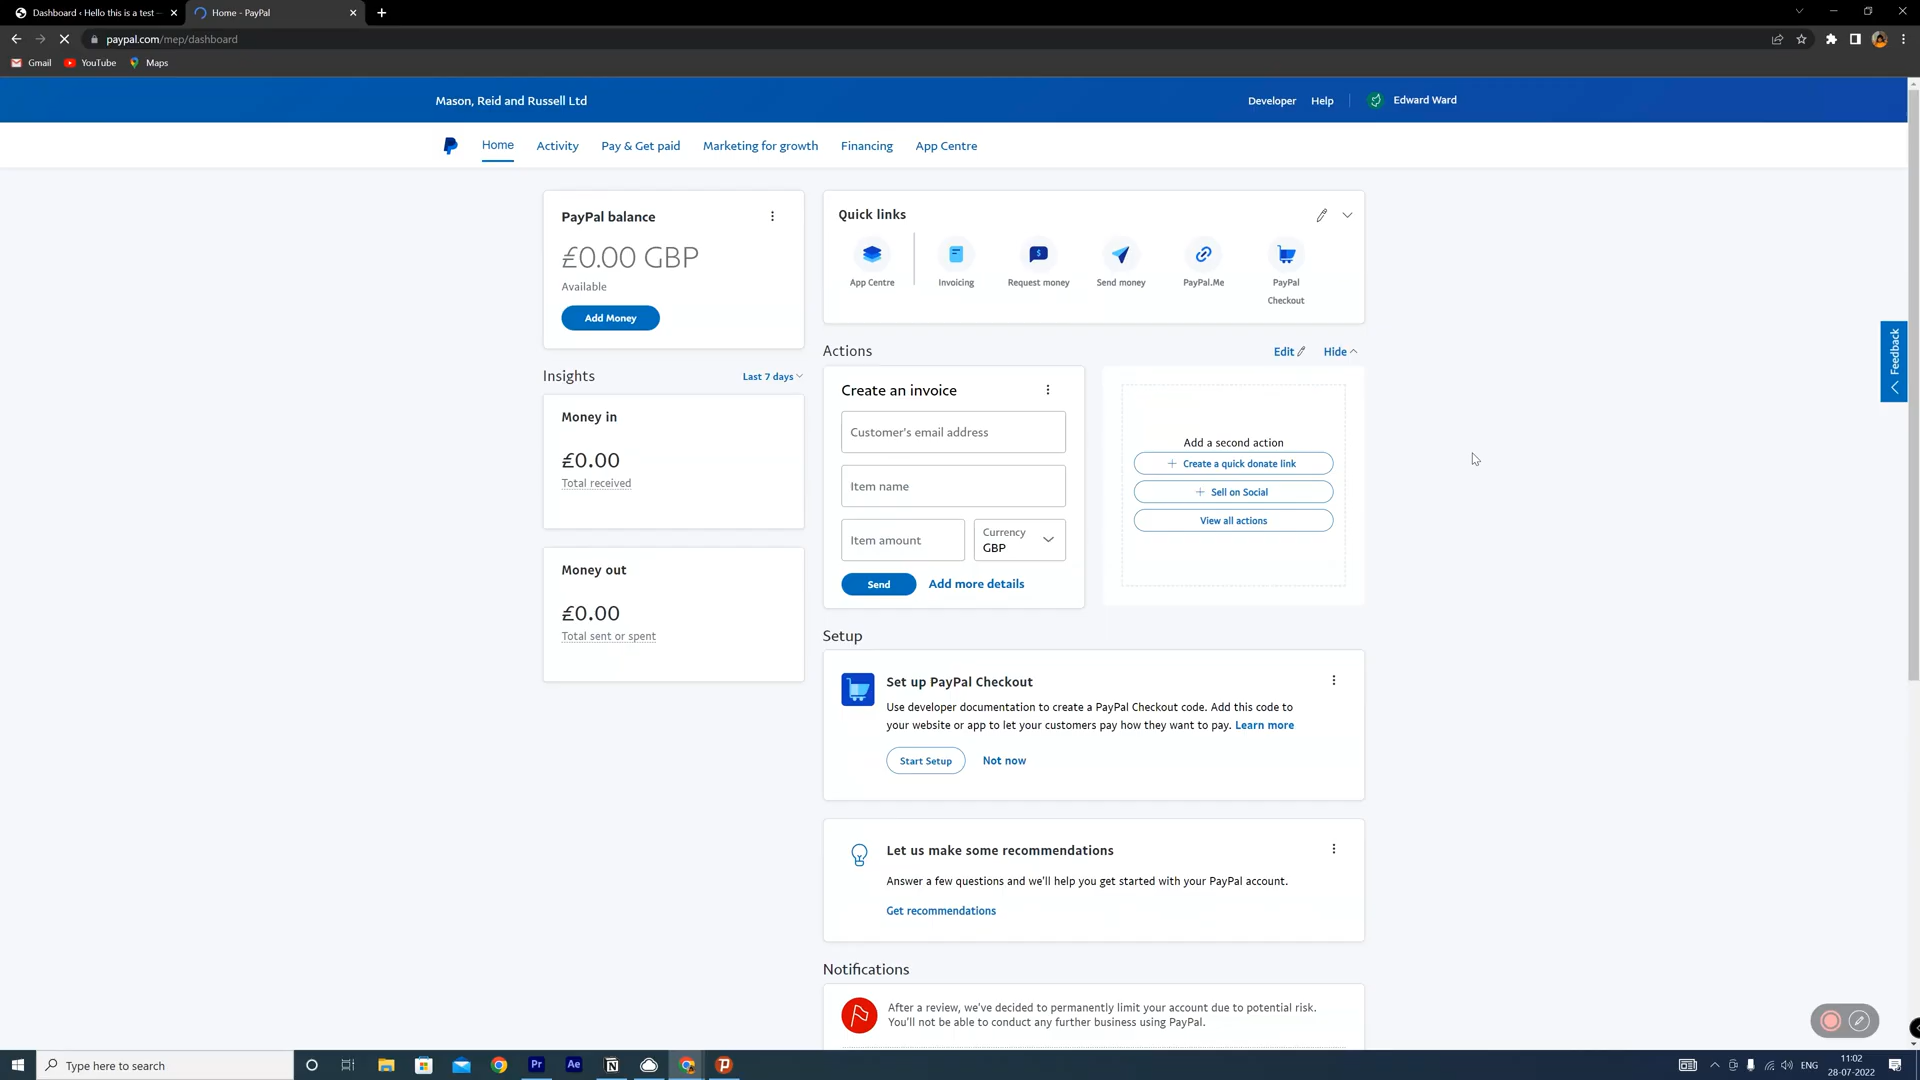 Dashboard ‹ Hello this is a test —
Home - PayPal
paypal.com/mep/dashboard
Gmail
YouTube
Maps
Mason, Reid and Russell Ltd
Developer
Help
Edward Ward
Home
Activity
Pay & Get paid
Marketing for growth
Financing
App Centre
PayPal balance
£0.00 GBP
Available
Add Money
Quick links
App Centre
Invoicing
Request money
Send money
PayPal.Me
PayPal
Checkout
Feedback
Insights
Last 7 days
Money in
£0.00
Total received
Money out
£0.00
Total sent or spent
Actions
Edit
Hide
Create an invoice
Customer's email address
Item name
Item amount
Currency
GBP
Send
Add more details
Add a second action
Create a quick donate link
Sell on Social
View all actions
Setup
Set up PayPal Checkout
Use developer documentation to create a PayPal Checkout code. Add this code to
your website or app to let your customers pay how they want to pay. Learn more
Start Setup
Not now
Let us make some recommendations
Answer a few questions and we'll help you get started with your PayPal account.
Get recommendations
Notifications
After a review, we've decided to permanently limit your account due to potential risk.
You'll not be able to conduct any further business using PayPal.
Type here to search
Pr
Ae
ENG
11:02
28-07-2022